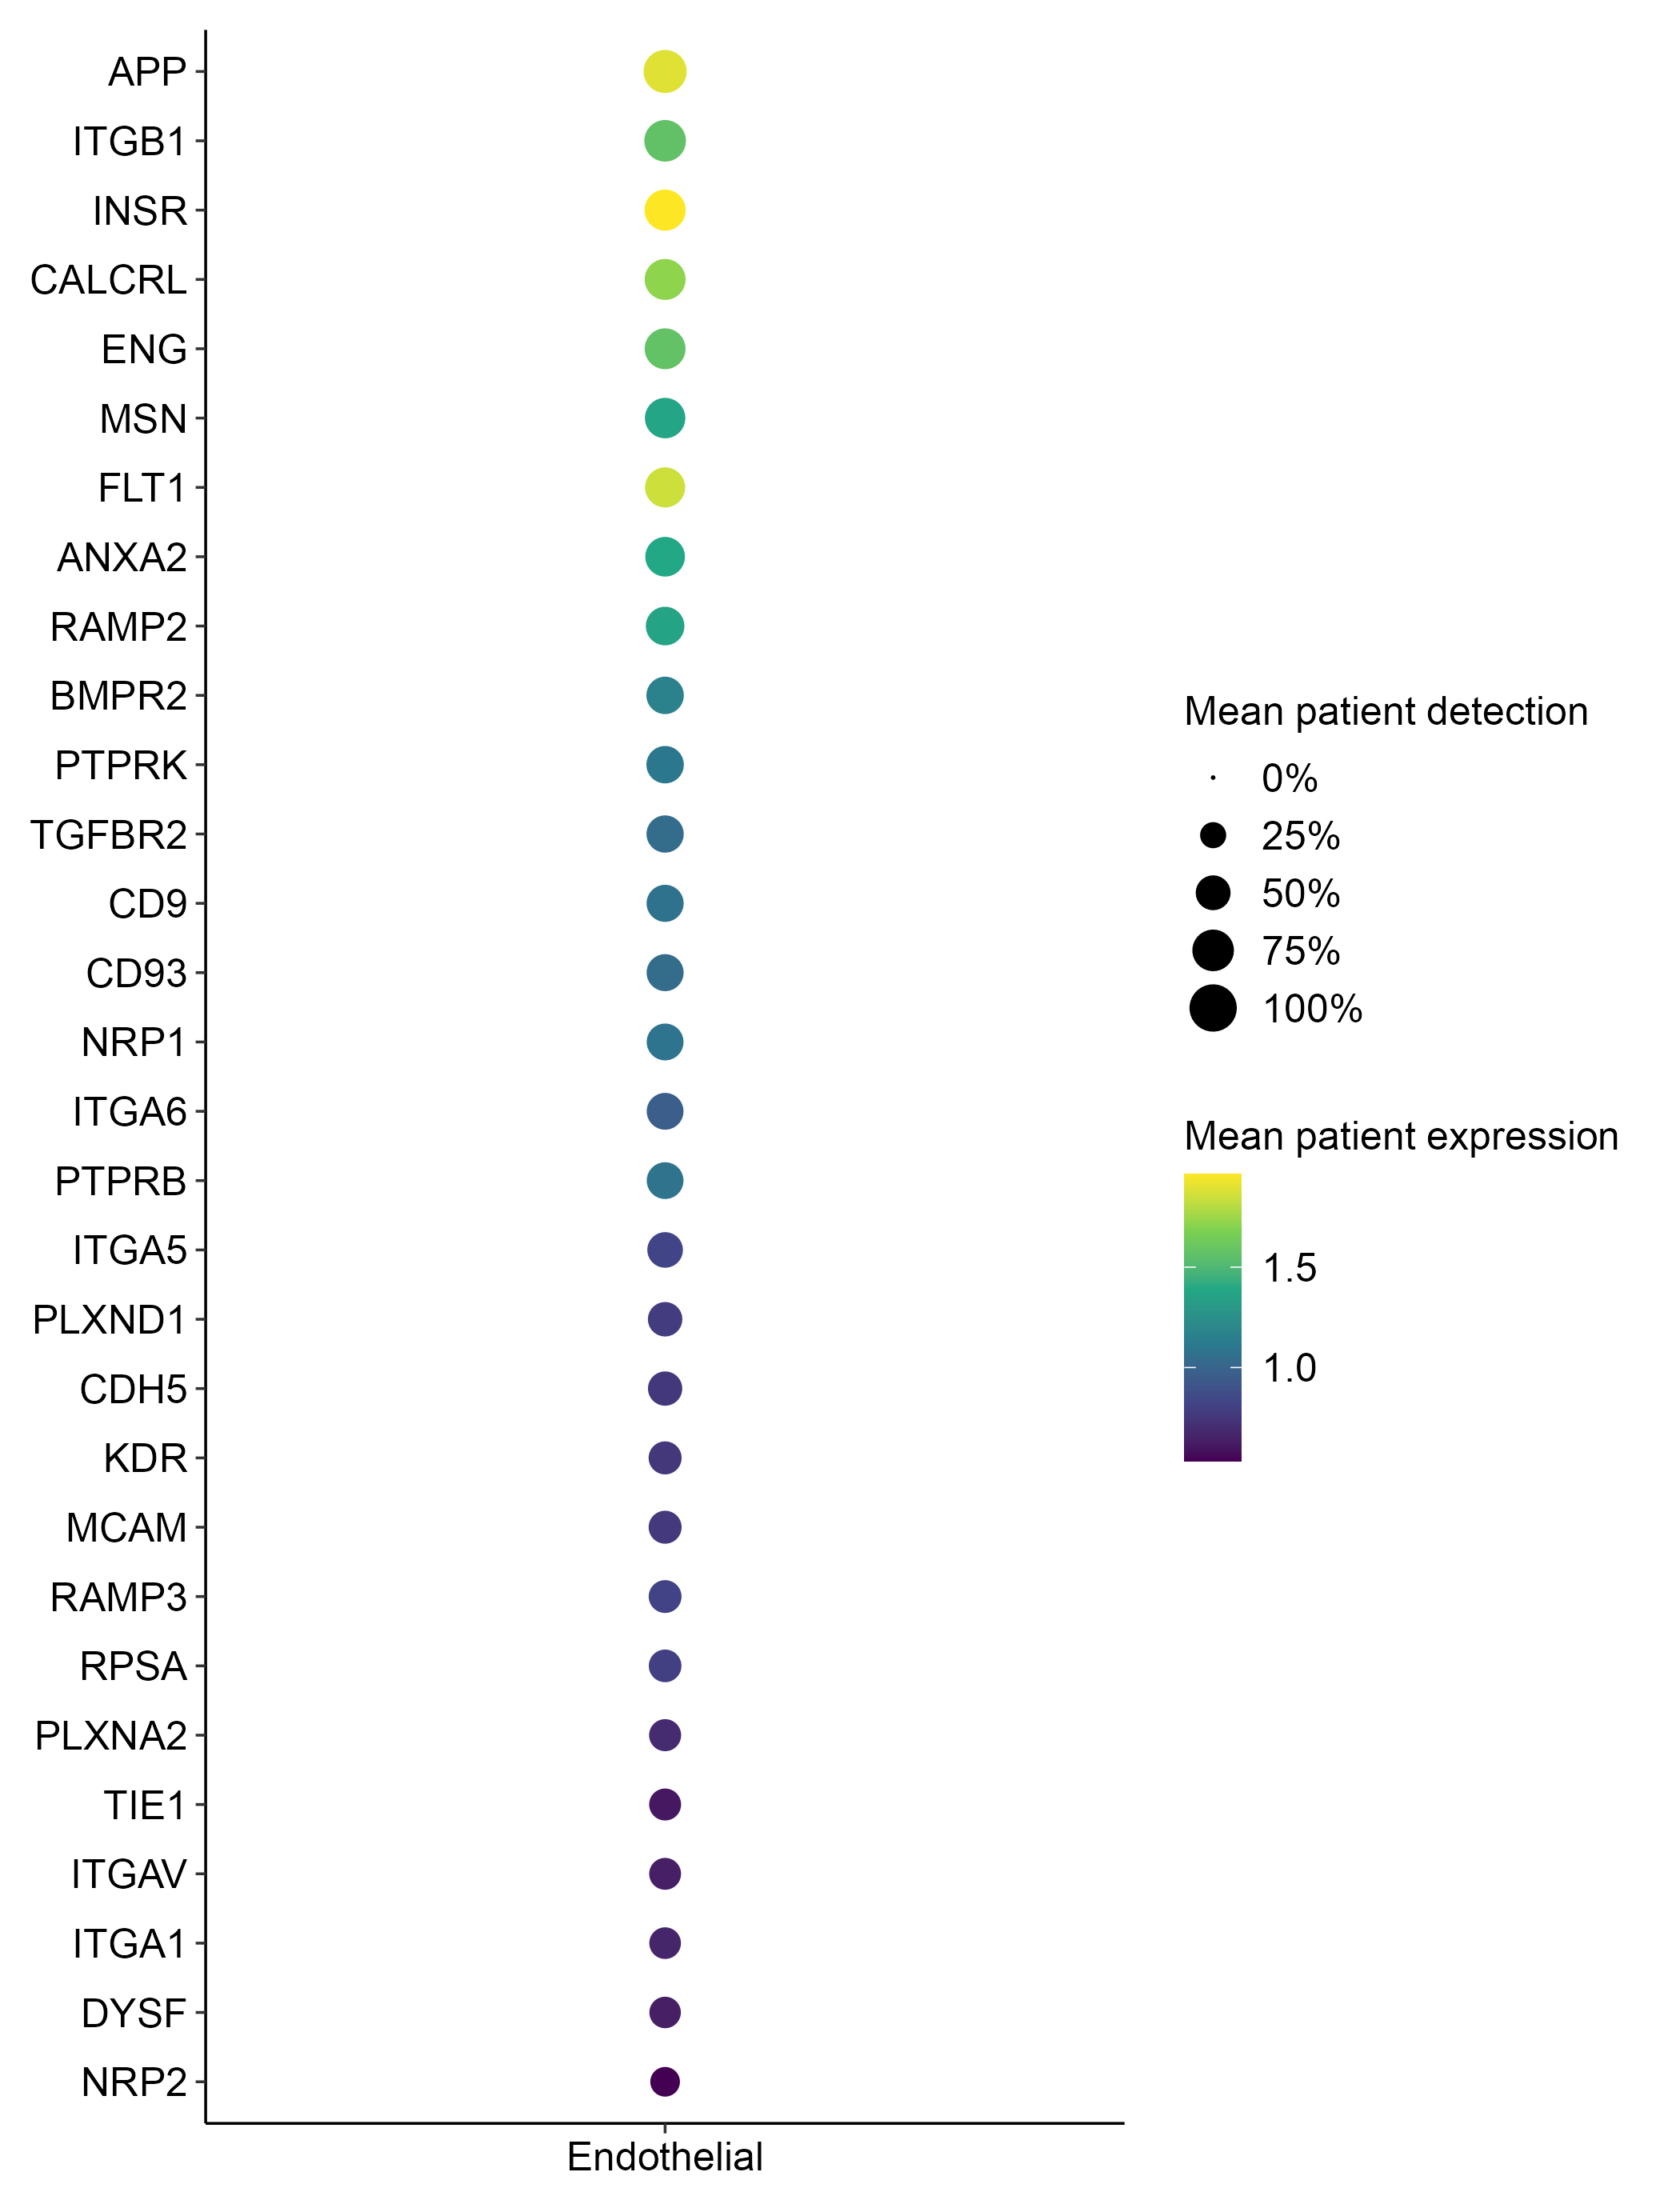 APP
ITGB1
INSR
CALCRL
ENG
MSN
FLT1
ANXA2
RAMP2
BMPR2
PTPRK
TGFBR2
CD9
CD93
NRP1
ITGA6
PTPRB
ITGA5
PLXND1
CDH5
KDR
MCAM
RAMP3
RPSA
PLXNA2
TIE1
ITGAV
ITGA1
DYSF
NRP2
Endothelial
Mean patient detection
0%
25%
50%
75%
100%
Mean patient expression
1.5
1.0